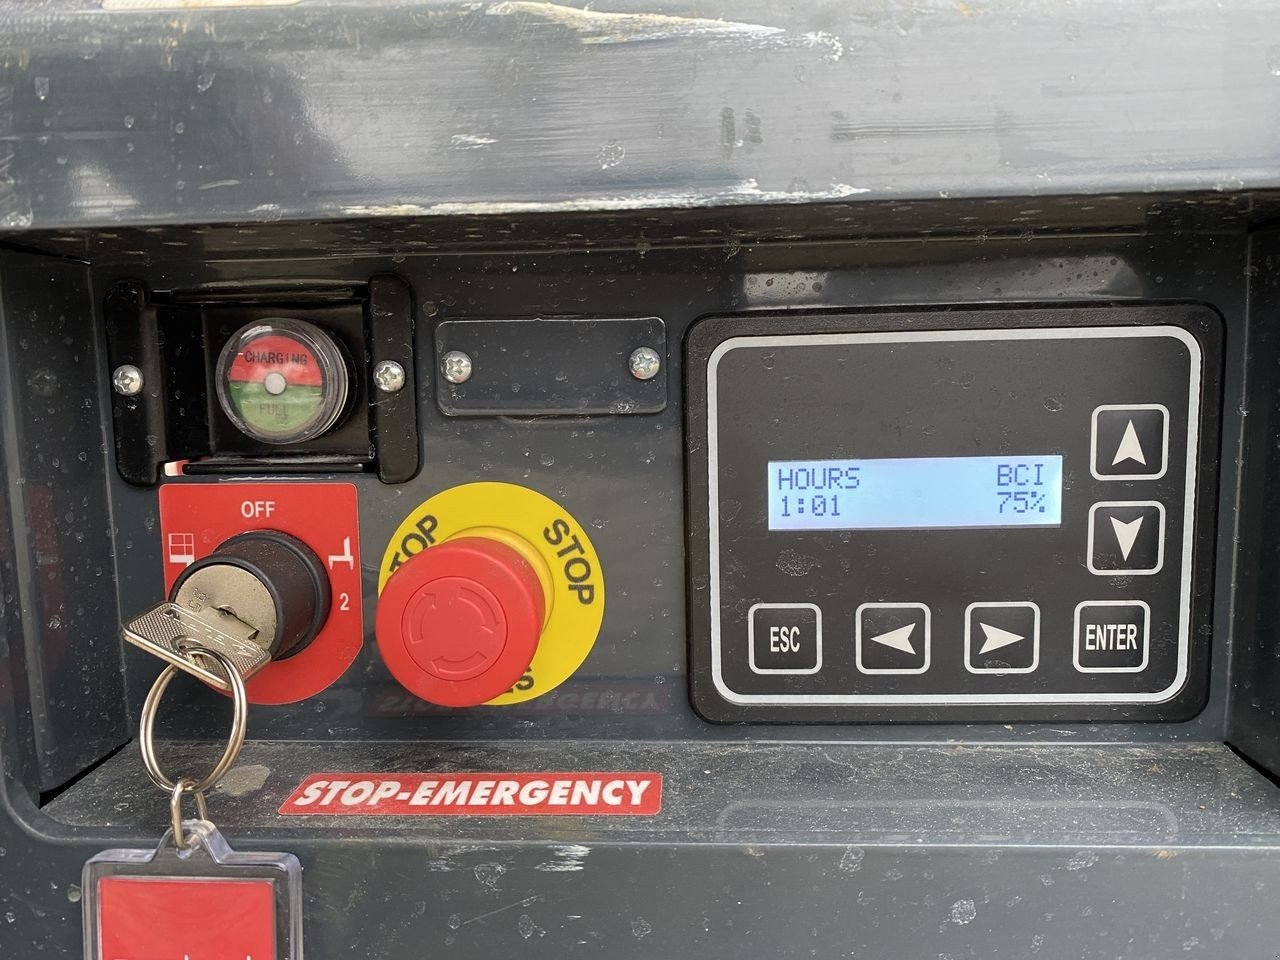 CHARGING
FULL
OFF
2
STOP
STOP
HOURS BCI
1:01 75%
ESC
ENTER
STOP-EMERGENCY